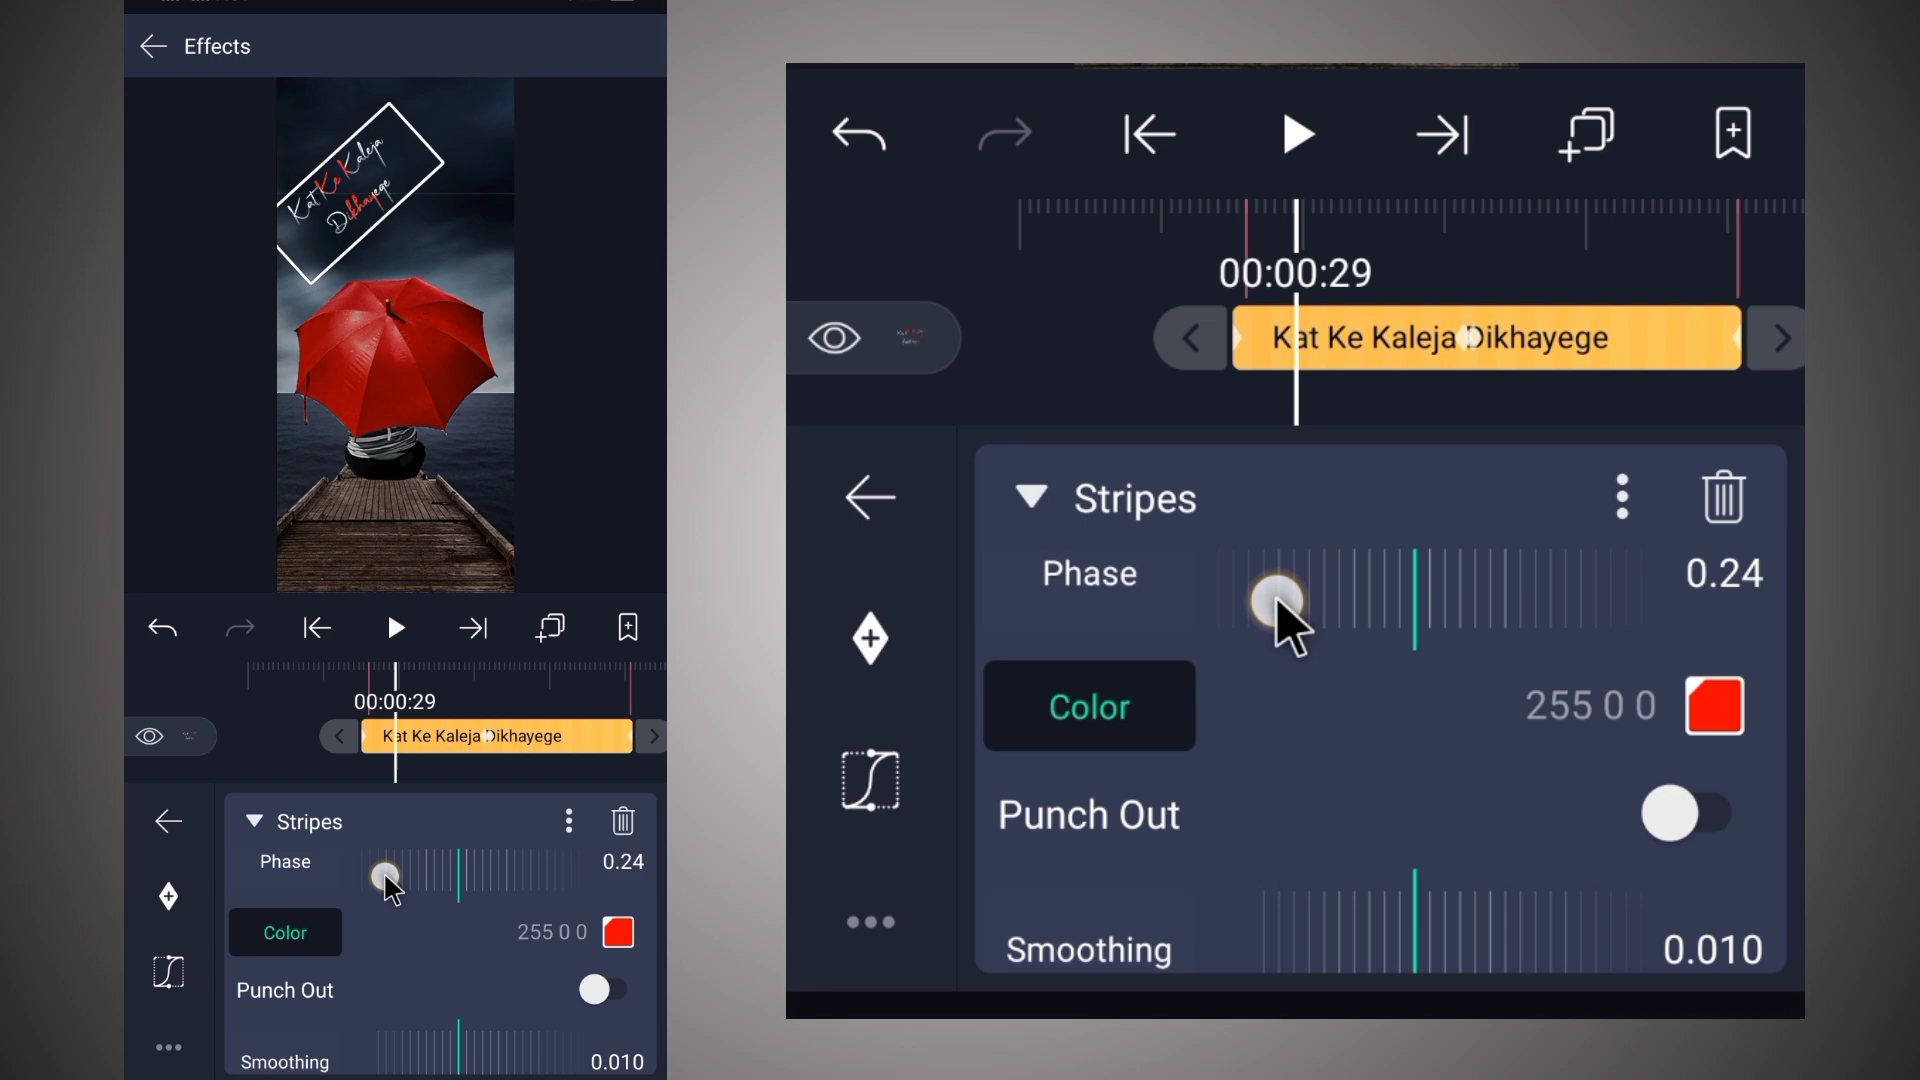 Effects
Kat Ke Kaleja
Dikhayege
00:00:29
Kat Ke Kaleja Dikhayege
Stripes
Phase
0.24
Color
255 0 0
Punch Out
Smoothing
0.010
00:00:29
Kat Ke Kaleja Dikhayege
Stripes
Phase
0.24
Color
255 0 0
Punch Out
Smoothing
0.010